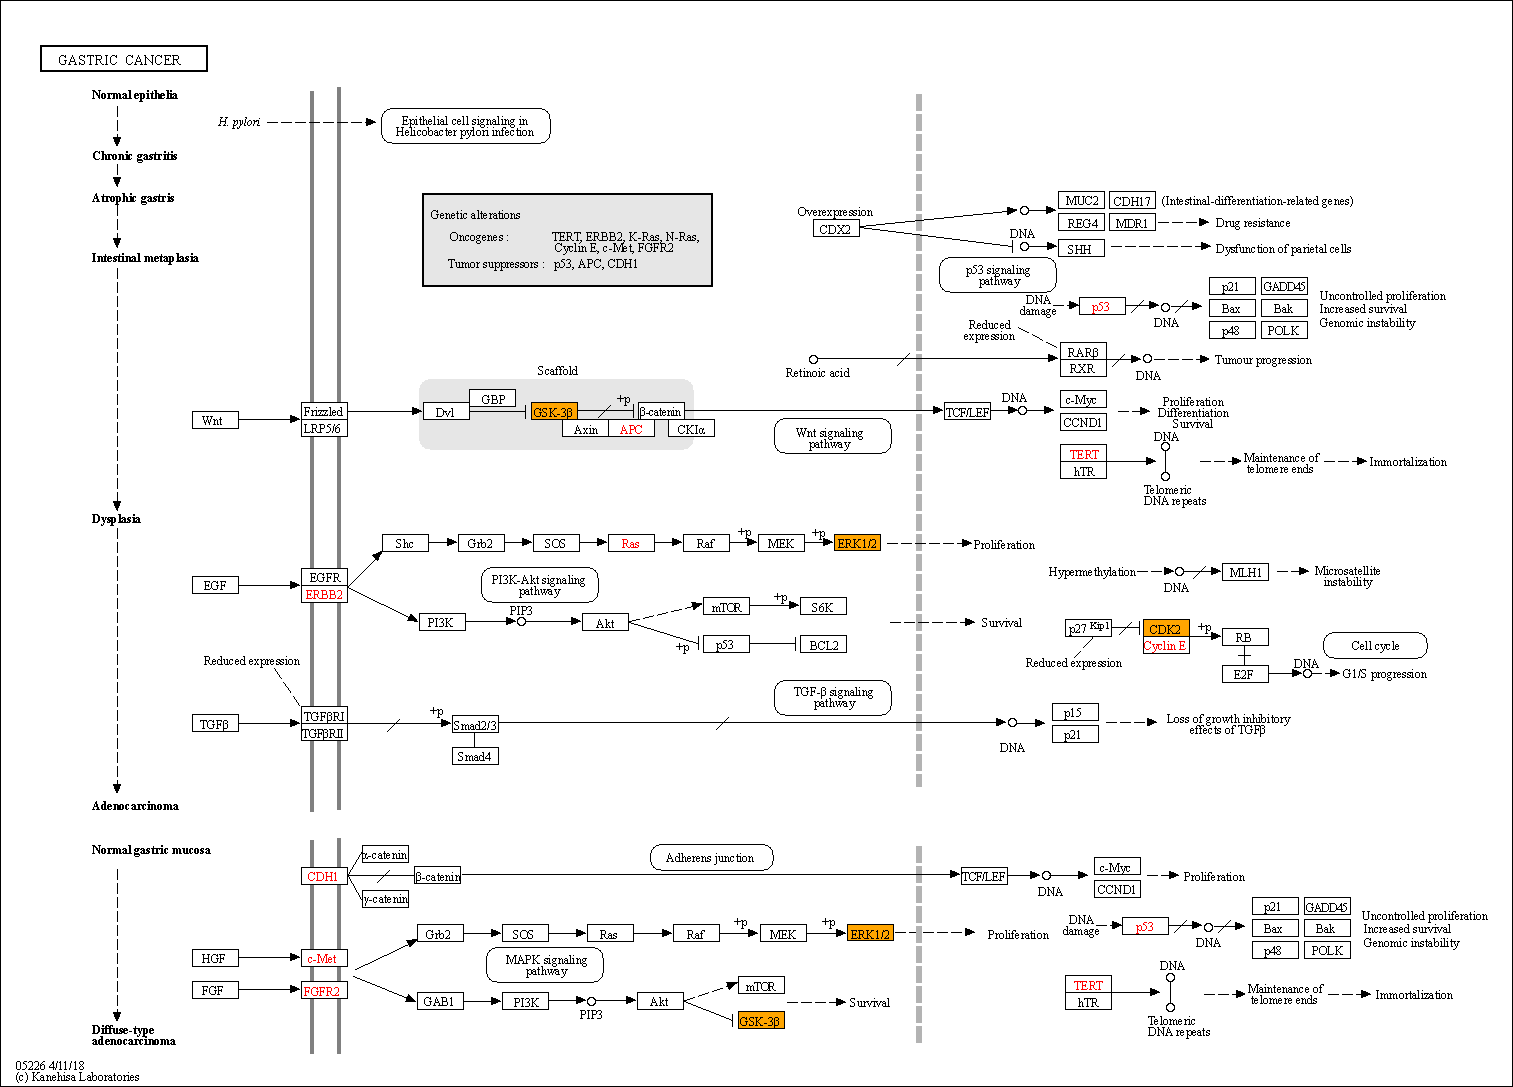 GASTRIC CANCER
Normal epithelia
H. pylori
Epithelial cell signaling in
Helicobacter pylori infection
Chronic gastritis
Atrophic gastris
Intestinal metaplasia
Genetic alterations
Oncogenes :
TERT, ERBB2, K-Ras, N-Ras,
Cyclin E, c-Met, FGFR2
Tumor suppressors : p53, APC, CDH1
Overexpression
CDX2
MUC2
CDH17
(Intestinal-differentiation-related genes)
REG4
MDR1
Drug resistance
DNA
SHH
Dysfunction of parietal cells
p53 signaling
pathway
DNA
damage
p53
DNA
p21
GADD45
Bax
Bak
p48
POLK
Uncontrolled proliferation
Increased survival
Genomic instability
Reduced
expression
Retinoic acid
RARβ
RXR
DNA
Tumour progression
Scaffold
Wnt
Frizzled
LRP5/6
Dvl
GBP
GSK-3β
+p
β-catenin
Axin
APC
CKIα
Wnt signaling
pathway
TCF/LEF
DNA
c-Myc
CCND1
Proliferation
Differentiation
Survival
DNA
TERT
hTR
Telomeric
DNA repeats
Maintenance of
telomere ends
Immortalization
Dysplasia
Shc
Grb2
SOS
Ras
Raf
+p
MEK
+p
ERK1/2
Proliferation
EGF
EGFR
ERBB2
PI3K-Akt signaling
pathway
PI3K
PIP3
Akt
mTOR
+p
S6K
+p
p53
BCL2
Survival
Hypermethylation
DNA
MLH1
Microsatellite
instability
p27 Kip1
Reduced expression
CDK2
Cyclin E
+p
RB
E2F
DNA
Cell cycle
G1/S progression
Reduced expression
TGFβ
TGFβRI
TGFβRII
+p
Smad2/3
Smad4
TGF-β signaling
pathway
DNA
p15
p21
Loss of growth inhibitory
effects of TGFβ
Adenocarcinoma
Normal gastric mucosa
CDH1
α-catenin
β-catenin
γ-catenin
Adherens junction
TCF/LEF
DNA
c-Myc
CCND1
Proliferation
HGF
c-Met
FGF
FGFR2
Grb2
SOS
Ras
Raf
+p
MEK
+p
ERK1/2
Proliferation
MAPK signaling
pathway
GAB1
PI3K
PIP3
Akt
mTOR
GSK-3β
Survival
DNA
damage
p53
DNA
p21
GADD45
Bax
Bak
p48
POLK
Uncontrolled proliferation
Increased survival
Genomic instability
DNA
TERT
hTR
Telomeric
DNA repeats
Maintenance of
telomere ends
Immortalization
Diffuse-type
adenocarcinoma
05226 4/11/18
(c) Kanehisa Laboratories